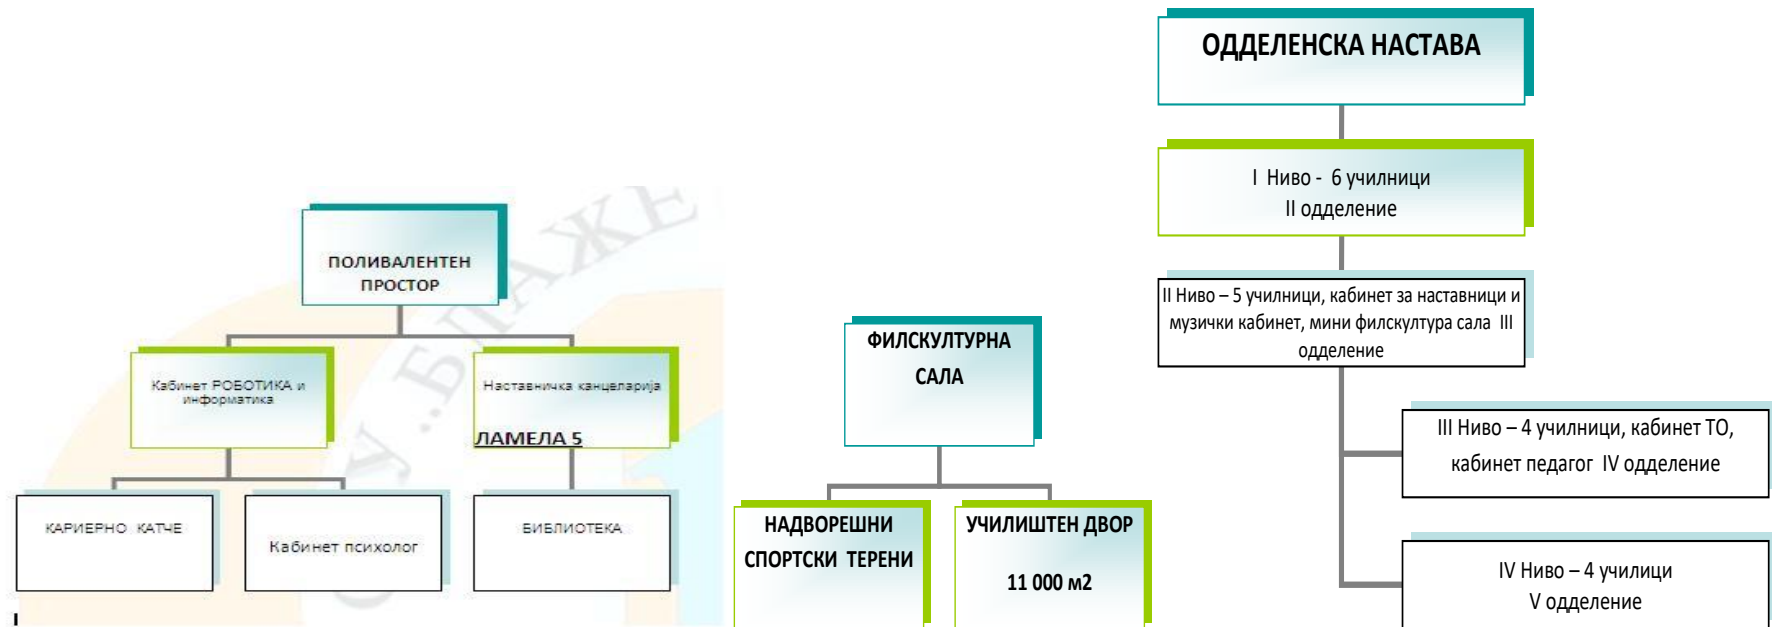 ПОЛИВАЛЕНТЕН
ПРОСТОР
Кабинет РОБОТИКА и
информатика
Наставничка канцеларија
ЛАМЕЛА 5
КАРИЕРНО КАТЧЕ
Кабинет психолог
БИБЛИОТЕКА
ОУ „БЛАЖЕ
ФИЛСКУЛТУРНА
САЛА
НАДВОРЕШНИ
СПОРТСКИ ТЕРЕНИ
УЧИЛИШТЕН ДВОР
11 000 м2
ОДДЕЛЕНСКА НАСТАВА
I Ниво - 6 училници
II одделение
II Ниво – 5 училници, кабинет за наставници и
музички кабинет, мини филскултура сала III
одделение
III Ниво – 4 училници, кабинет ТО,
кабинет педагог IV одделение
IV Ниво – 4 училици
V одделение